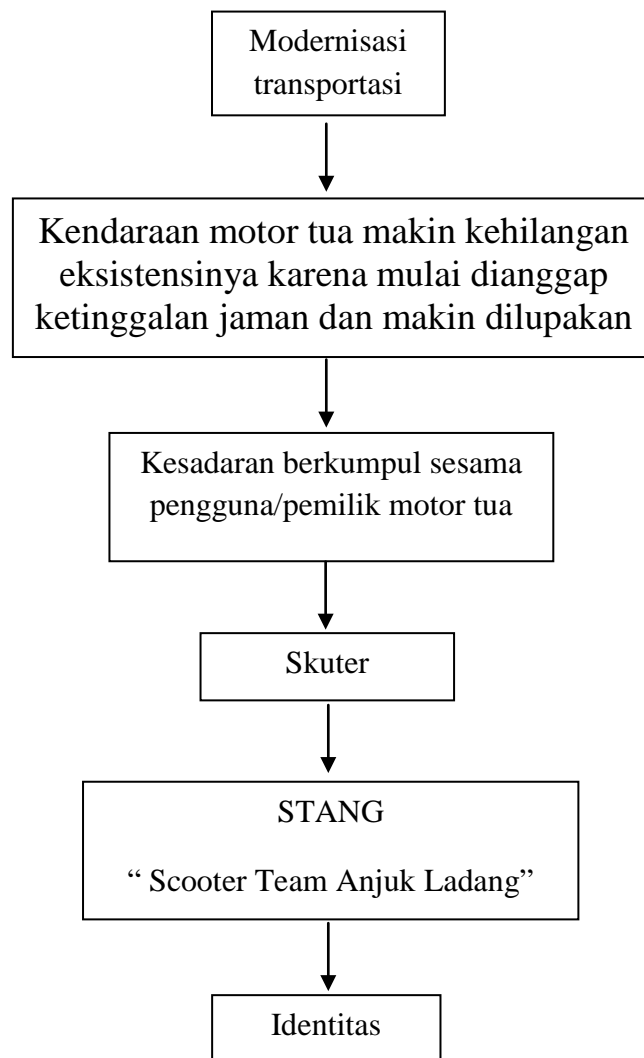 Modernisasi
transportasi
Kendaraan motor tua makin kehilangan
eksistensinya karena mulai dianggap
ketinggalan jaman dan makin dilupakan
Kesadaran berkumpul sesama
pengguna/pemilik motor tua
Skuter
STANG
“ Scooter Team Anjuk Ladang”
Identitas